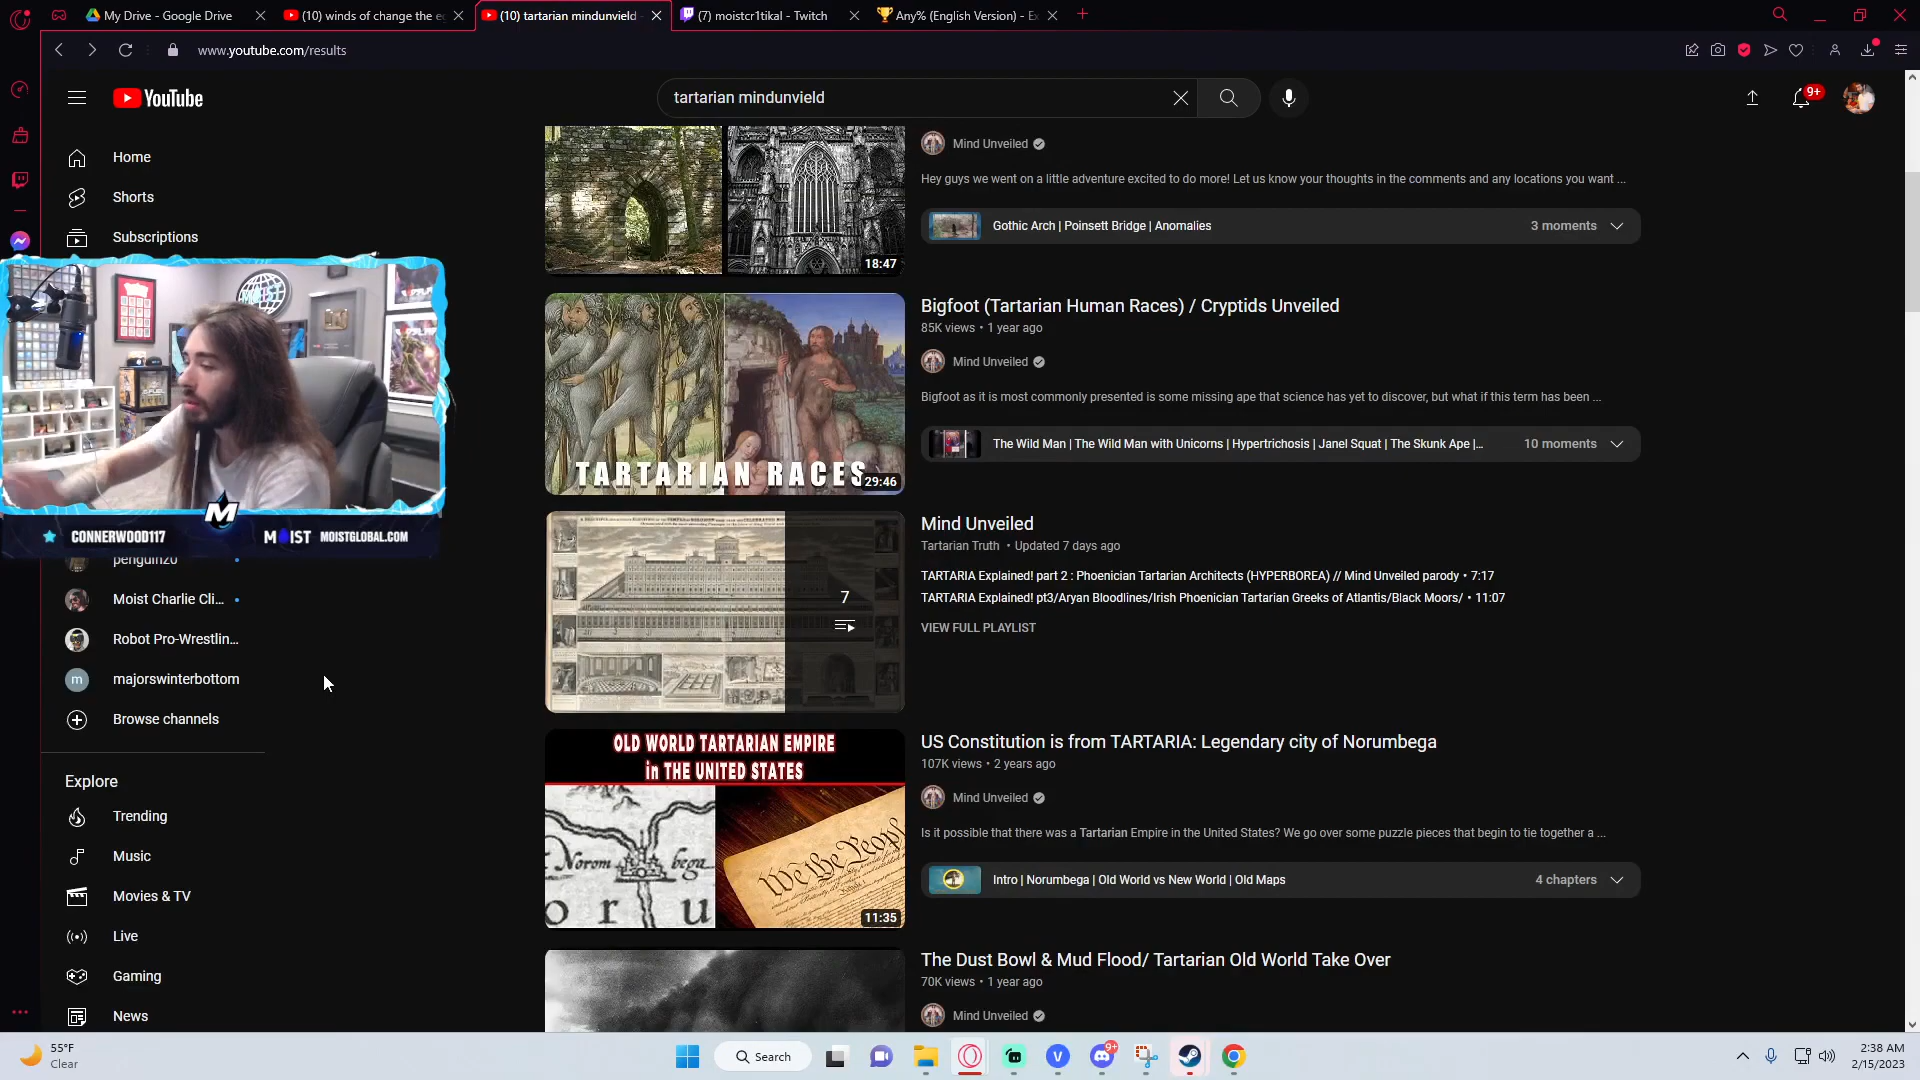 My Drive - Google Drive
(10) winds of change the e
(10) tartarian mindunvield
(7) moistcr1tikal - Twitch
Any% (English Version) - Ex
www.youtube.com/results
YouTube
tartarian mindunvield
9+
Home
Shorts
Subscriptions
MOIST
CONNERWOOD117
M
MOIST MOISTGLOBAL.COM
penguinz0
Moist Charlie Cli...
Robot Pro-Wrestlin...
m
majorswinterbottom
Browse channels
Explore
Trending
Music
Movies & TV
Live
Gaming
News
18:47
Mind Unveiled
Hey guys we went on a little adventure excited to do more! Let us know your thoughts in the comments and any locations you want ...
Gothic Arch | Poinsett Bridge | Anomalies
3 moments
TARTARIAN RACES
29:46
Bigfoot (Tartarian Human Races) / Cryptids Unveiled
85K views • 1 year ago
Mind Unveiled
Bigfoot as it is most commonly presented is some missing ape that science has yet to discover, but what if this term has been ...
The Wild Man | The Wild Man with Unicorns | Hypertrichosis | Janel Squat | The Skunk Ape |...
10 moments
7
Mind Unveiled
Tartarian Truth • Updated 7 days ago
TARTARIA Explained! part 2 : Phoenician Tartarian Architects (HYPERBOREA) // Mind Unveiled parody • 7:17
TARTARIA Explained! pt3/Aryan Bloodlines/Irish Phoenician Tartarian Greeks of Atlantis/Black Moors/ • 11:07
VIEW FULL PLAYLIST
OLD WORLD TARTARIAN EMPIRE
in THE UNITED STATES
Norom bega
o r u
We the People
11:35
US Constitution is from TARTARIA: Legendary city of Norumbega
107K views • 2 years ago
Mind Unveiled
Is it possible that there was a Tartarian Empire in the United States? We go over some puzzle pieces that begin to tie together a ...
Intro | Norumbega | Old World vs New World | Old Maps
4 chapters
The Dust Bowl & Mud Flood/ Tartarian Old World Take Over
70K views • 1 year ago
Mind Unveiled
55°F
Clear
Search
V
9+
2:38 AM
2/15/2023